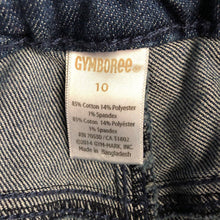 GYMBOREE
10
85% Cotton 14% Polyester
1% Spandex
85% Coton 14% Polyester
1% Spandex
RN 70030 / CA 51602
©2014 GYM-MARK, INC.
Made in Bangladesh